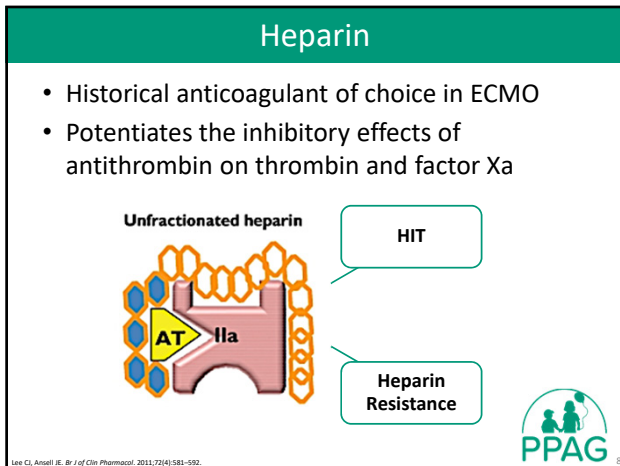 Heparin
• Historical anticoagulant of choice in ECMO
• Potentiates the inhibitory effects of
antithrombin on thrombin and factor Xa
Unfractionated heparin
AT
IIa
HIT
Heparin
Resistance
PPAG
Lee CJ, Ansell JE. Br J of Clin Pharmacol. 2011;72(4):581–592.
8